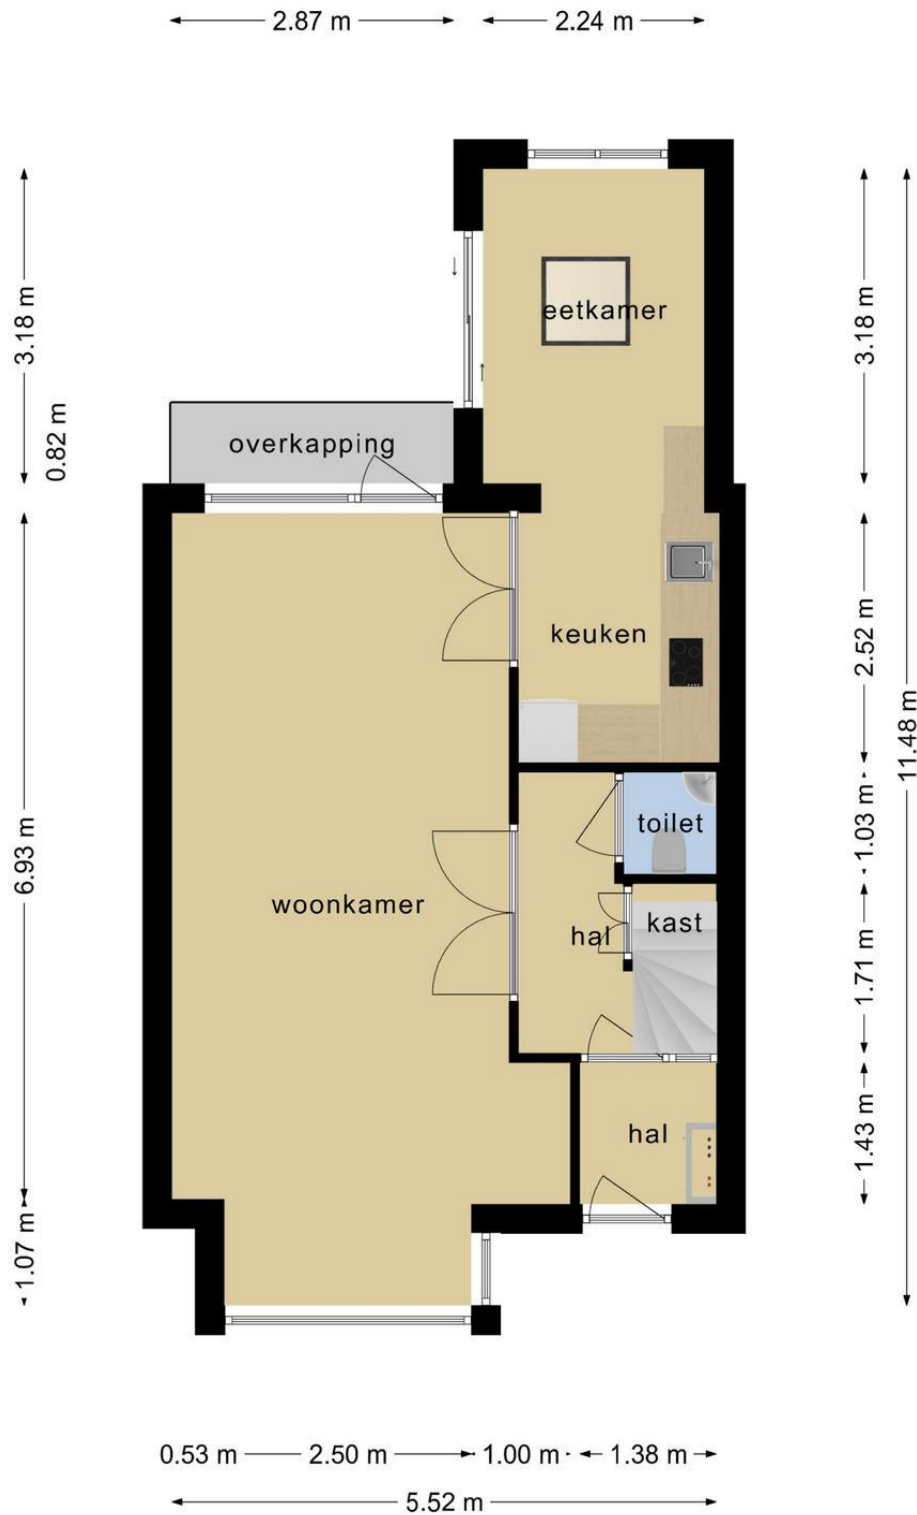 2.87 m
2.24 m
3.18 m
0.82 m
3.18 m
eetkamer
overkapping
keuken
2.52 m
11.48 m
6.93 m
woonkamer
toilet
1.03 m
hal
kast
1.71 m
hal
1.43 m
1.07 m
0.53 m
2.50 m
1.00 m
1.38 m
5.52 m